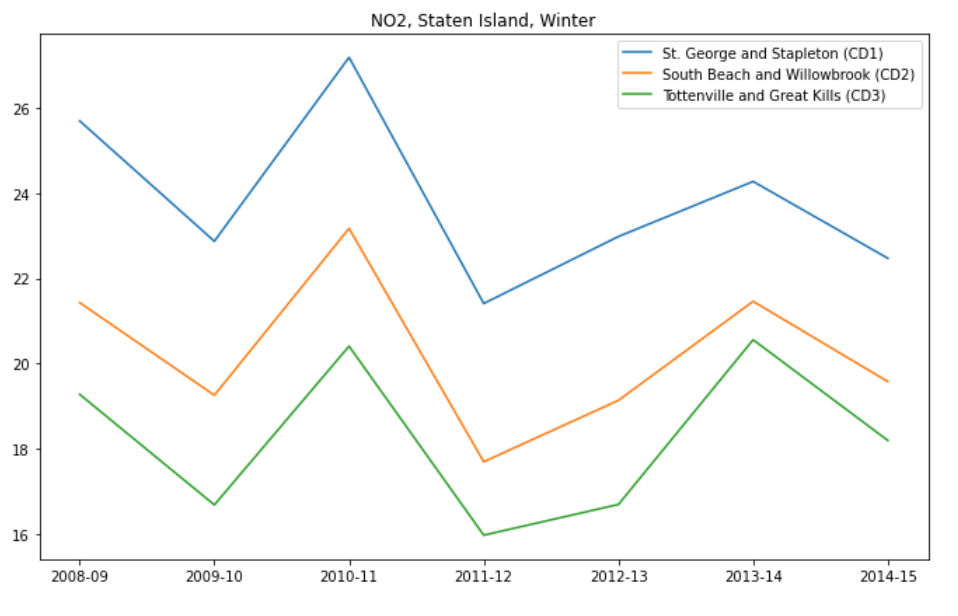 NO2, Staten Island, Winter
St. George and Stapleton (CD1)
South Beach and Willowbrook (CD2)
Tottenville and Great Kills (CD3)
26
24
22
20
18
16
2008-09 2009-10 2010-11 2011-12 2012-13 2013-14 2014-15